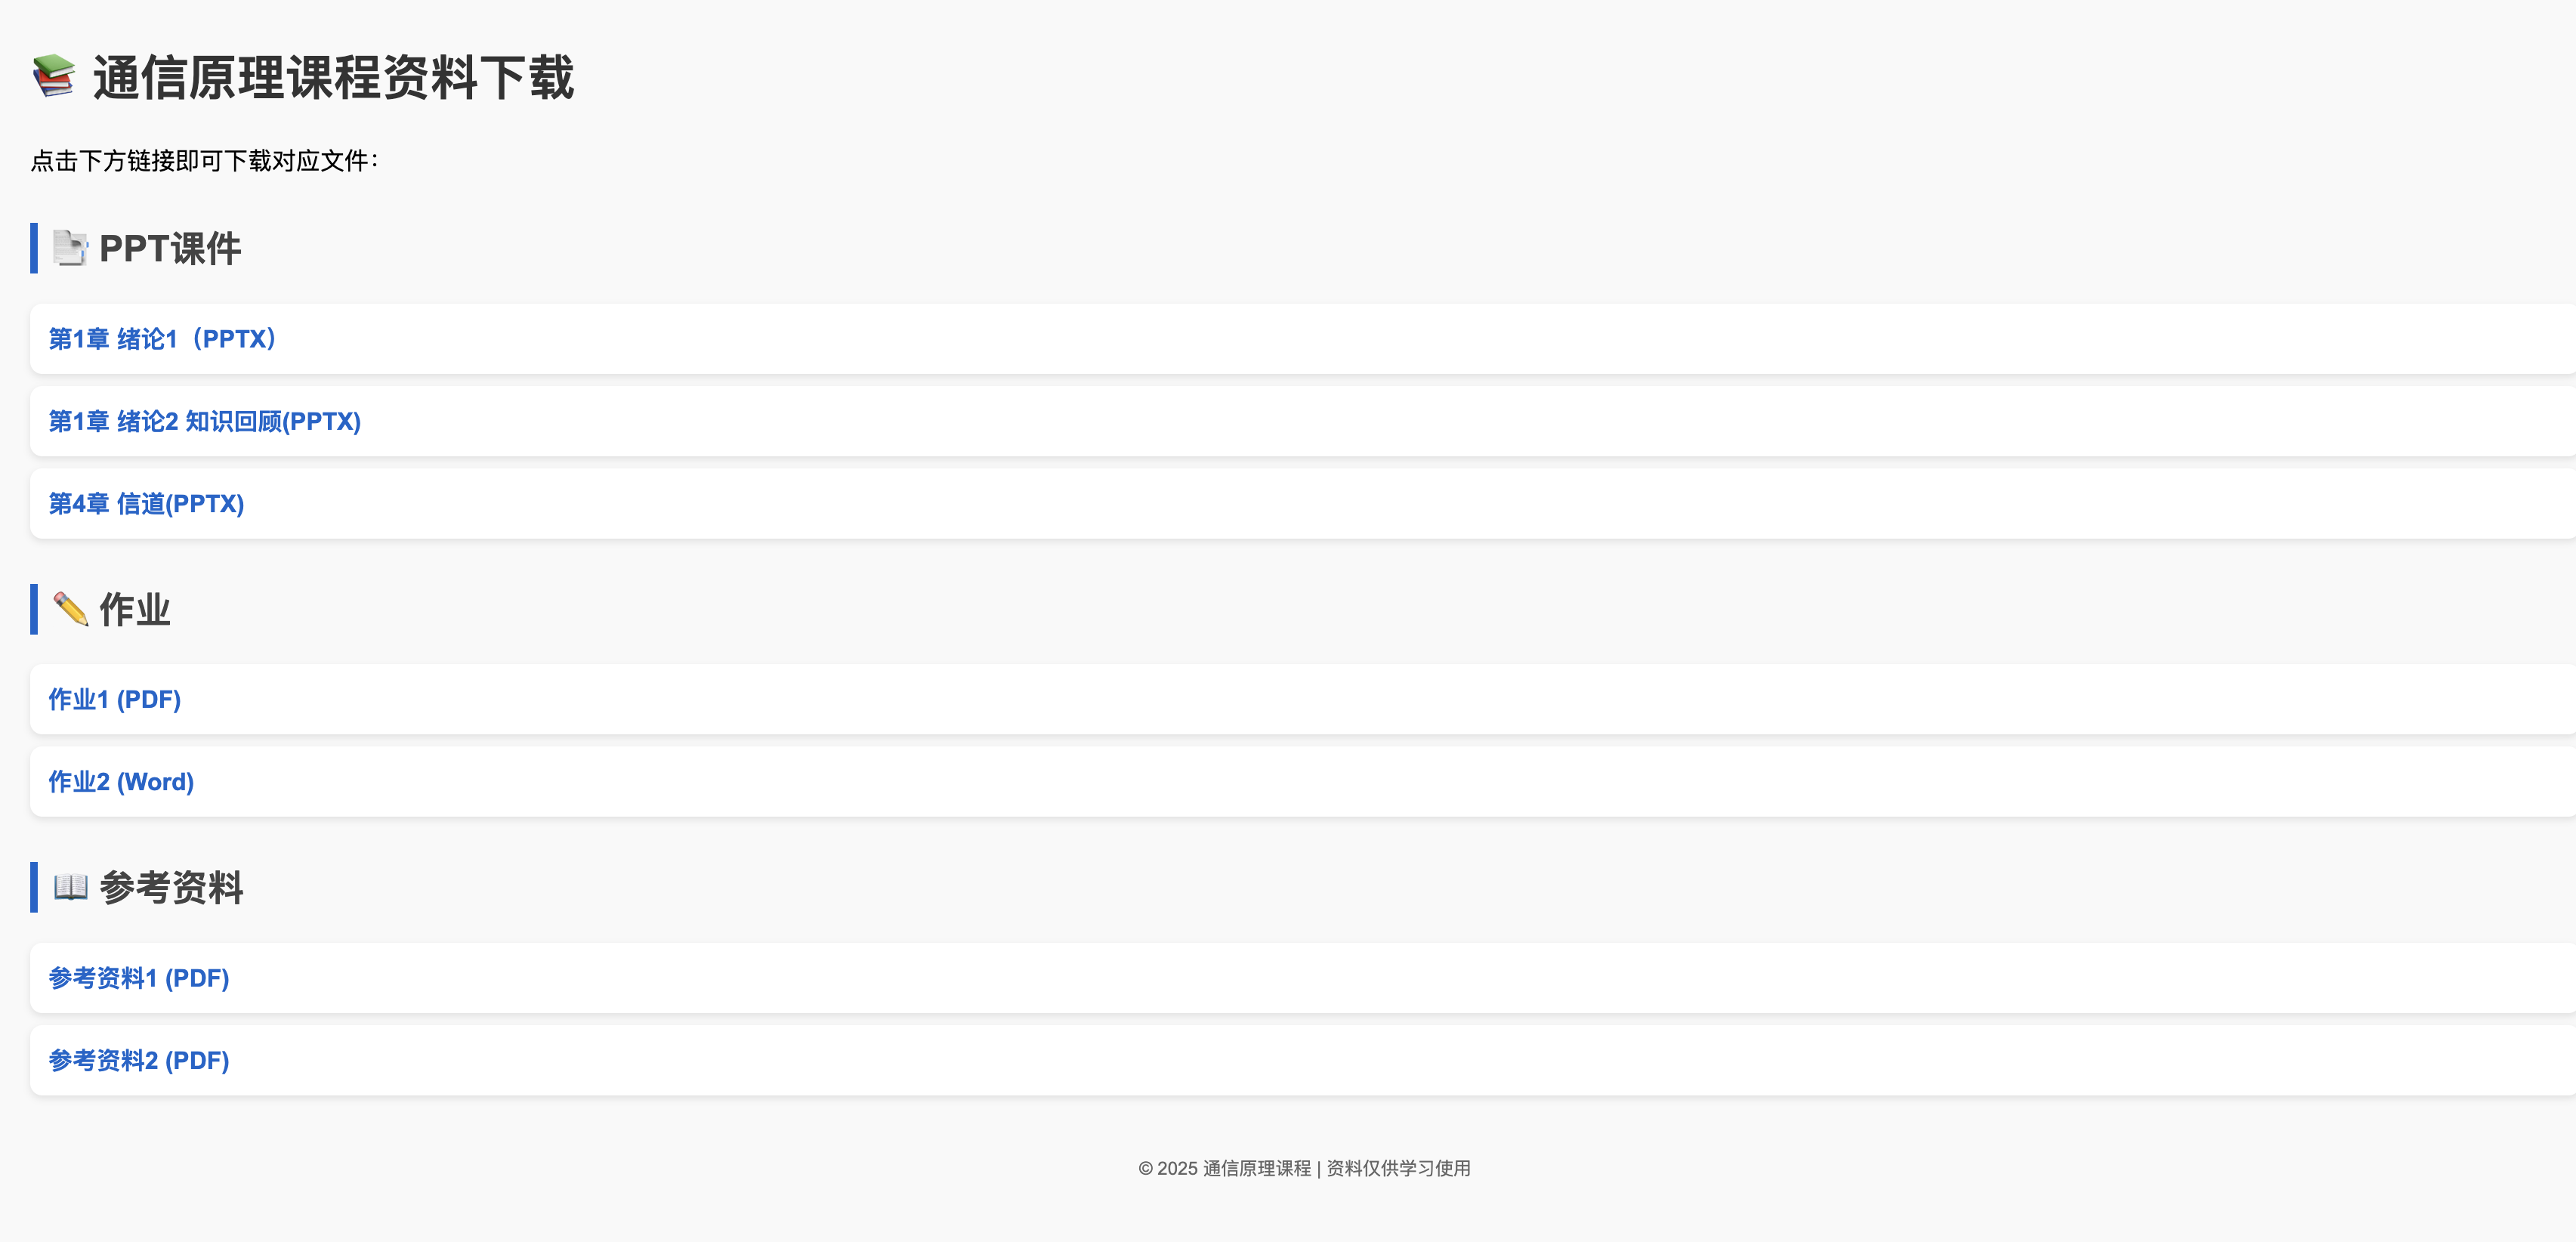 📚 通信原理课程资料下载
点击下方链接即可下载对应文件：
📑 PPT课件
第1章 绪论1（PPTX）
第1章 绪论2 知识回顾(PPTX)
第4章 信道(PPTX)
✏️ 作业
作业1 (PDF)
作业2 (Word)
📖 参考资料
参考资料1 (PDF)
参考资料2 (PDF)
© 2025 通信原理课程 | 资料仅供学习使用